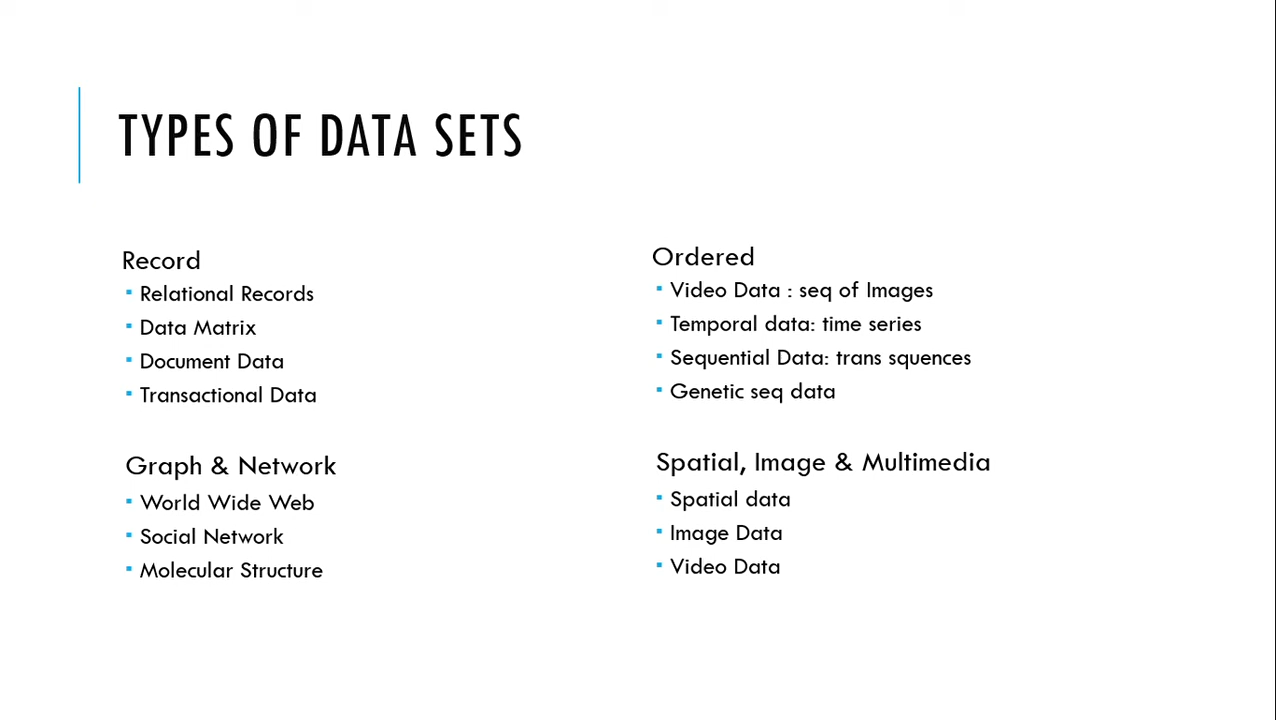 TYPES OF DATA SETS
Record
▪ Relational Records
▪ Data Matrix
▪ Document Data
▪ Transactional Data
Graph & Network
▪ World Wide Web
▪ Social Network
▪ Molecular Structure
Ordered
▪ Video Data : seq of Images
▪ Temporal data: time series
▪ Sequential Data: trans squences
▪ Genetic seq data
Spatial, Image & Multimedia
▪ Spatial data
▪ Image Data
▪ Video Data